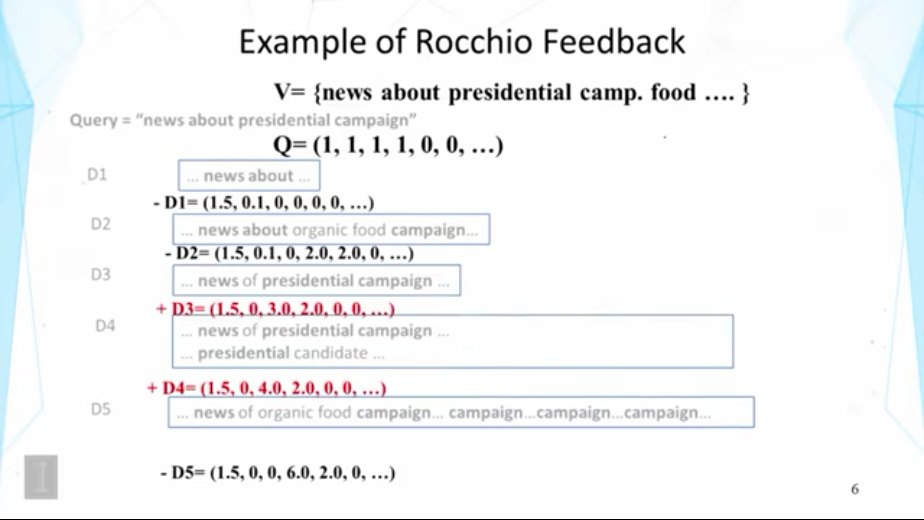 Example of Rocchio Feedback
V= {news about presidential camp. food .... }
Query = "news about presidential campaign"
Q= (1, 1, 1, 1, 0, 0, ...)
D1
... news about ...
- D1= (1.5, 0.1, 0, 0, 0, 0, ...)
D2
... news about organic food campaign...
- D2= (1.5, 0.1, 0, 2.0, 2.0, 0, ...)
D3
... news of presidential campaign ...
+ D3= (1.5, 0, 3.0, 2.0, 0, 0, ...)
D4
... news of presidential campaign ...
... presidential candidate ...
+ D4= (1.5, 0, 4.0, 2.0, 0, 0, ...)
D5
... news of organic food campaign... campaign...campaign...campaign...
- D5= (1.5, 0, 0, 6.0, 2.0, 0, ...)
I
6